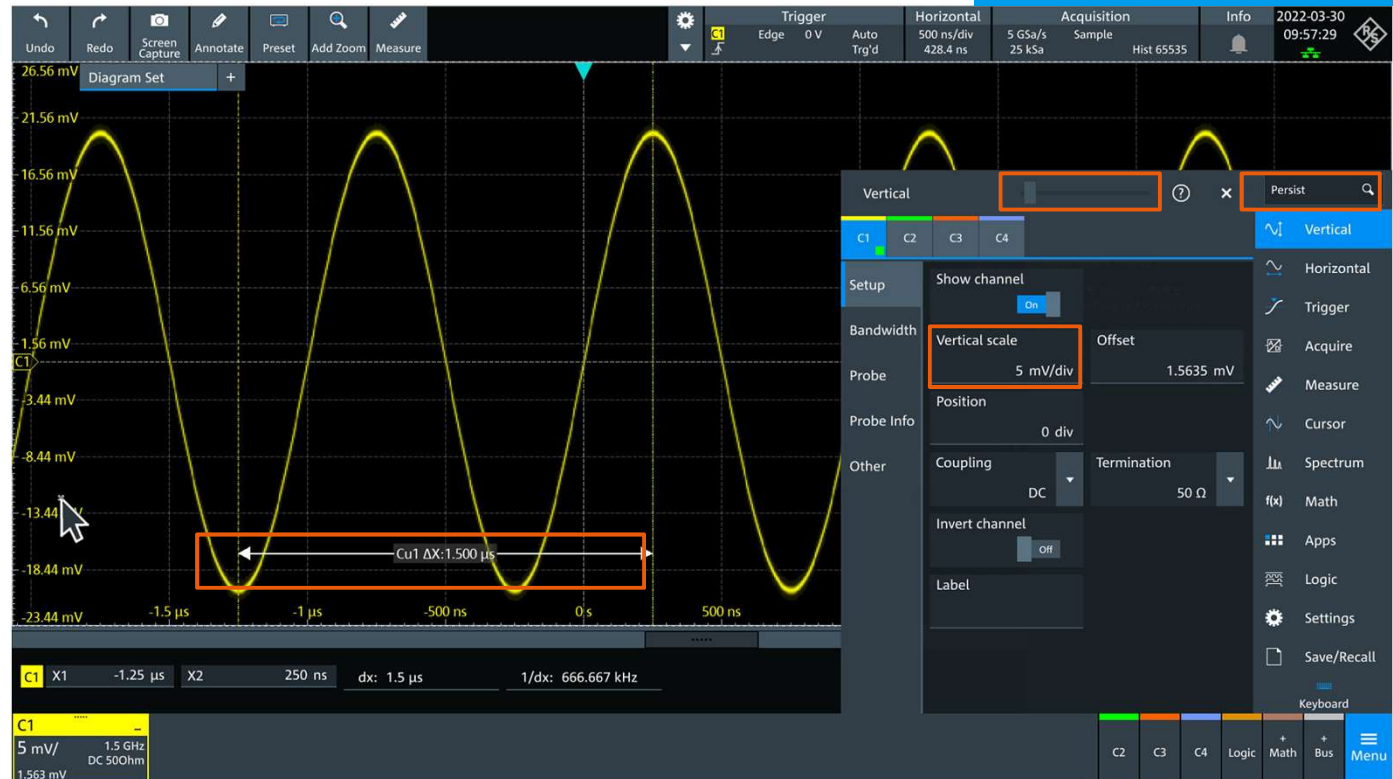 Undo
Redo
Screen Capture
Annotate
Preset
Add Zoom
Measure
C1
Trigger
Edge 0 V Auto
Trg'd
Horizontal
500 ns/div
428.4 ns
Acquisition
5 GSa/s Sample
25 kSa Hist 65535
Info
2022-03-30
09:57:29
R&S
26.56 mV
Diagram Set +
21.56 mV
16.56 mV
11.56 mV
6.56 mV
1.56 mV
C1
-3.44 mV
-8.44 mV
-13.44
-18.44 mV
-23.44 mV
Cu1 ΔX:1.500 µs
-1.5 µs
-1 µs
-500 ns
0 s
500 ns
Vertical
?
×
Persist
C1 C2 C3 C4
Setup
Bandwidth
Probe
Probe Info
Other
Show channel
On
Vertical scale
5 mV/div
Offset
1.5635 mV
Position
0 div
Coupling
DC
Termination
50 Ω
Invert channel
Off
Label
Vertical
Horizontal
Trigger
Acquire
Measure
Cursor
Spectrum
f(x) Math
Apps
Logic
Settings
Save/Recall
Keyboard
C1 X1 -1.25 µs X2 250 ns dx: 1.5 µs 1/dx: 666.667 kHz
C1
5 mV/ 1.5 GHz
DC 50Ohm
1.563 mV
C2
C3
C4
Logic
+ Math
+ Bus
Menu